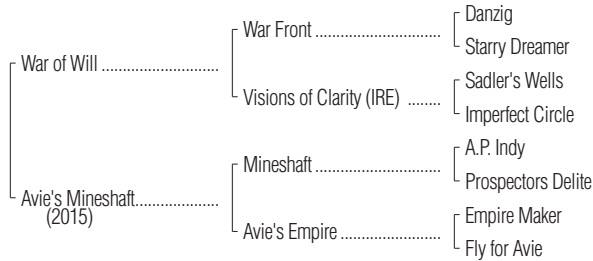 Danzig
War Front ..................................
Starry Dreamer
War of Will ................................
Sadler's Wells
Visions of Clarity (IRE) .........
Imperfect Circle
A.P. Indy
Mineshaft ..................................
Prospectors Delite
Avie's Mineshaft.......................
(2015)
Empire Maker
Avie's Empire ...........................
Fly for Avie